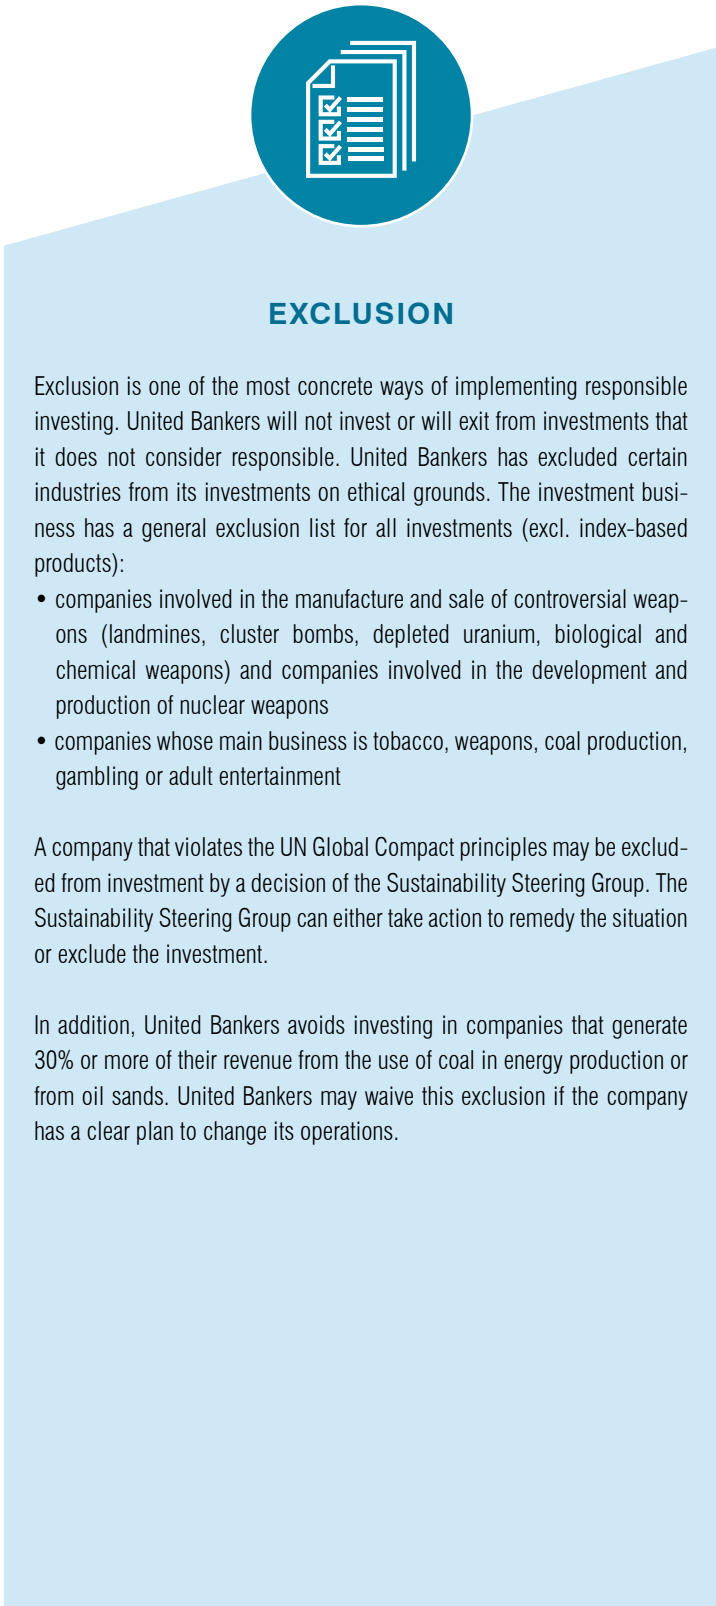 EXCLUSION
Exclusion is one of the most concrete ways of implementing responsible
investing. United Bankers will not invest or will exit from investments that
it does not consider responsible. United Bankers has excluded certain
industries from its investments on ethical grounds. The investment busi-
ness has a general exclusion list for all investments (excl. index-based
products):
• companies involved in the manufacture and sale of controversial weap-
ons (landmines, cluster bombs, depleted uranium, biological and
chemical weapons) and companies involved in the development and
production of nuclear weapons
• companies whose main business is tobacco, weapons, coal production,
gambling or adult entertainment
A company that violates the UN Global Compact principles may be exclud-
ed from investment by a decision of the Sustainability Steering Group. The
Sustainability Steering Group can either take action to remedy the situation
or exclude the investment.
In addition, United Bankers avoids investing in companies that generate
30% or more of their revenue from the use of coal in energy production or
from oil sands. United Bankers may waive this exclusion if the company
has a clear plan to change its operations.